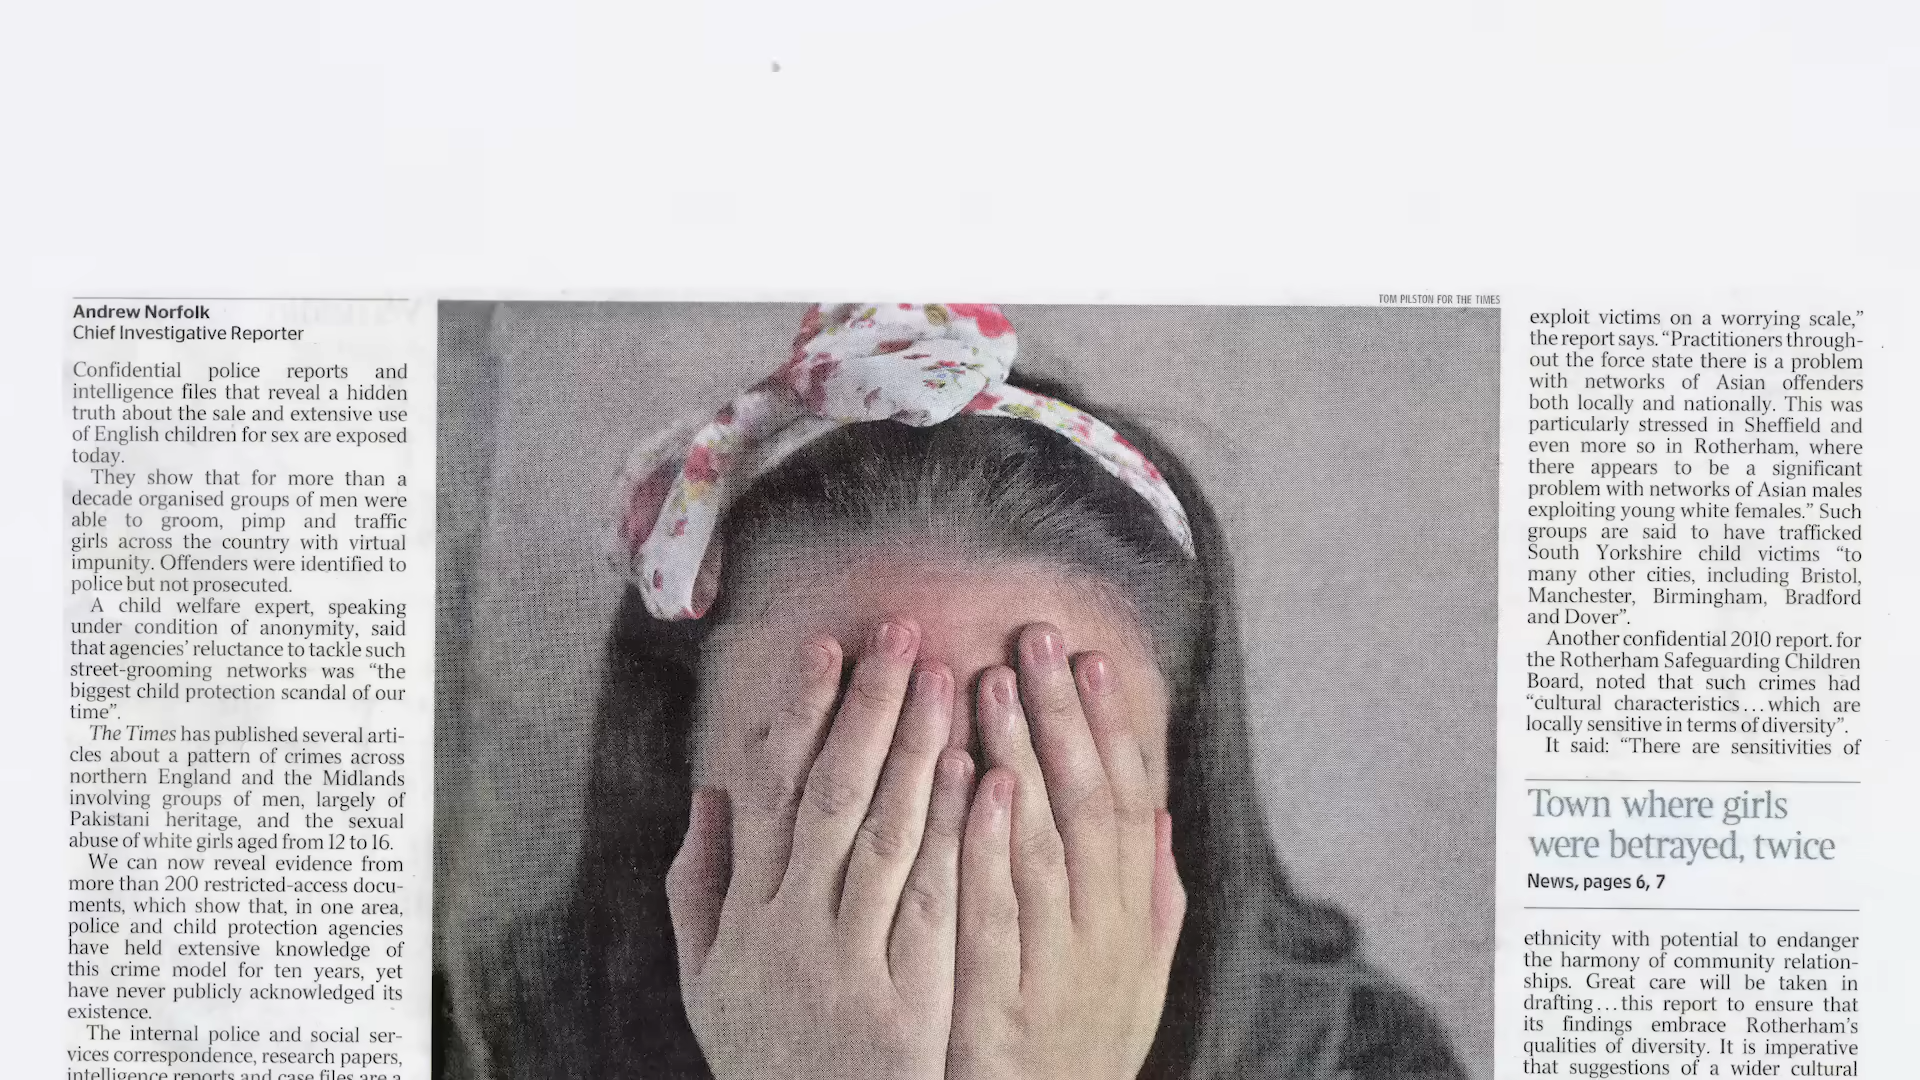 Andrew Norfolk
Chief Investigative Reporter
Confidential police reports and
intelligence files that reveal a hidden
truth about the sale and extensive use
of English children for sex are exposed
today.
They show that for more than a
decade organised groups of men were
able to groom, pimp and traffic
girls across the country with virtual
impunity. Offenders were identified to
police but not prosecuted.
A child welfare expert, speaking
under condition of anonymity, said
that agencies’ reluctance to tackle such
street-grooming networks was “the
biggest child protection scandal of our
time”.
The Times has published several arti-
cles about a pattern of crimes across
northern England and the Midlands
involving groups of men, largely of
Pakistani heritage, and the sexual
abuse of white girls aged from 12 to 16.
We can now reveal evidence from
more than 200 restricted-access docu-
ments, which show that, in one area,
police and child protection agencies
have held extensive knowledge of
this crime model for ten years, yet
have never publicly acknowledged its
existence.
The internal police and social ser-
vices correspondence, research papers,
intelligence reports and case files are a
TOM PILSTON FOR THE TIMES
exploit victims on a worrying scale,”
the report says. “Practitioners through-
out the force state there is a problem
with networks of Asian offenders
both locally and nationally. This was
particularly stressed in Sheffield and
even more so in Rotherham, where
there appears to be a significant
problem with networks of Asian males
exploiting young white females.” Such
groups are said to have trafficked
South Yorkshire child victims “to
many other cities, including Bristol,
Manchester, Birmingham, Bradford
and Dover”.
Another confidential 2010 report. for
the Rotherham Safeguarding Children
Board, noted that such crimes had
“cultural characteristics...which are
locally sensitive in terms of diversity”.
It said: “There are sensitivities of
Town where girls
were betrayed, twice
News, pages 6, 7
ethnicity with potential to endanger
the harmony of community relation-
ships. Great care will be taken in
drafting...this report to ensure that
its findings embrace Rotherham’s
qualities of diversity. It is imperative
that suggestions of a wider cultural